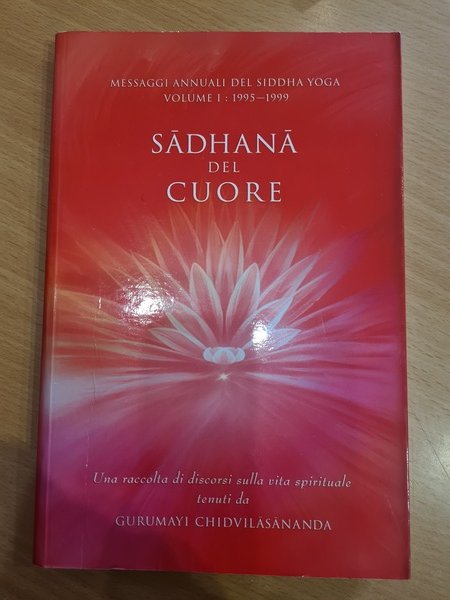 MESSAGGI ANNUALI DEL SIDDHA YOGA
VOLUME I : 1995–1999
SĀDHANĀ
DEL
CUORE
Una raccolta di discorsi sulla vita spirituale
tenuti da
GURUMAYI CHIDVILĀSĀNANDA